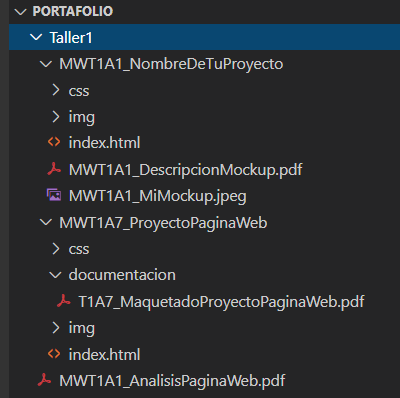 PORTAFOLIO
Taller1
MWT1A1_NombreDeTuProyecto
css
img
index.html
MWT1A1_DescripcionMockup.pdf
MWT1A1_MiMockup.jpeg
MWT1A7_ProyectoPaginaWeb
css
documentacion
T1A7_MaquetadoProyectoPaginaWeb.pdf
img
index.html
MWT1A1_AnalisisPaginaWeb.pdf